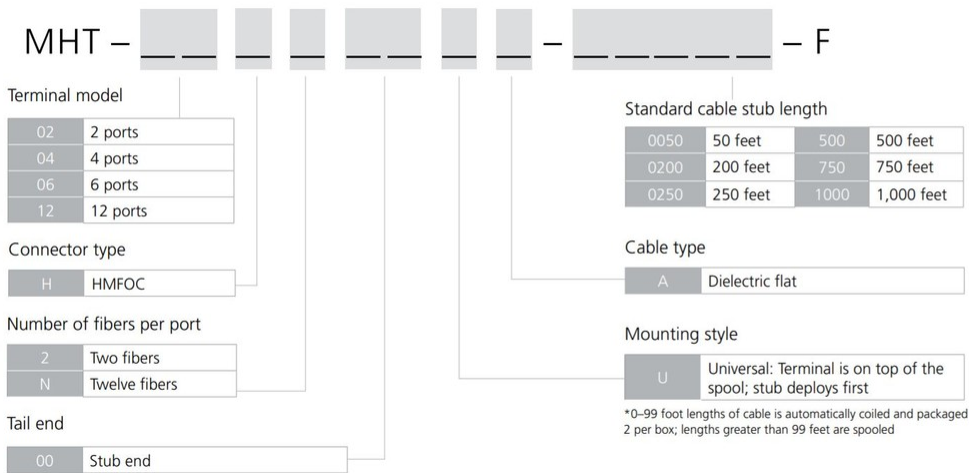 MHT – __ __ __ __ __ __ __ __ – __ __ __ __ __ – F
Terminal model
02 2 ports
04 4 ports
06 6 ports
12 12 ports
Connector type
H HMFOC
Number of fibers per port
2 Two fibers
N Twelve fibers
Tail end
00 Stub end
Standard cable stub length
0050 50 feet 500 500 feet
0200 200 feet 750 750 feet
0250 250 feet 1000 1,000 feet
Cable type
A Dielectric flat
Mounting style
U Universal: Terminal is on top of the
spool; stub deploys first
*0–99 foot lengths of cable is automatically coiled and packaged
2 per box; lengths greater than 99 feet are spooled